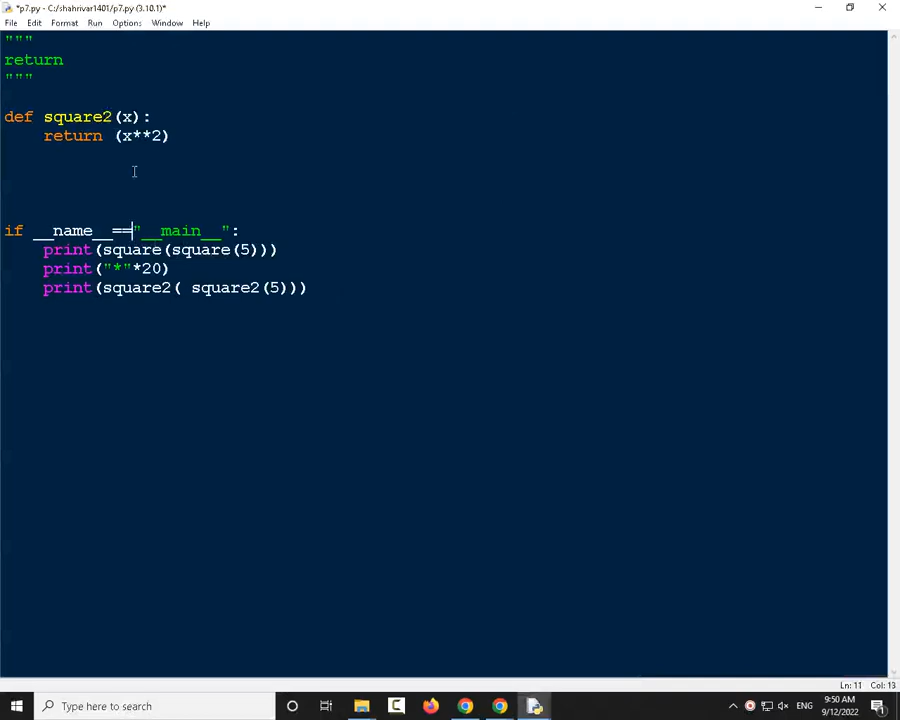 *p7.py - C:/shahrivar1401/p7.py (3.10.1)*
File Edit Format Run Options Window Help
"""
return
"""
def square2(x):
    return (x**2)
if __name__=="__main__":
    print(square(square(5)))
    print("*"*20)
    print(square2( square2(5)))
Ln: 11 Col: 13
Type here to search
ENG
9:50 AM
9/12/2022
1